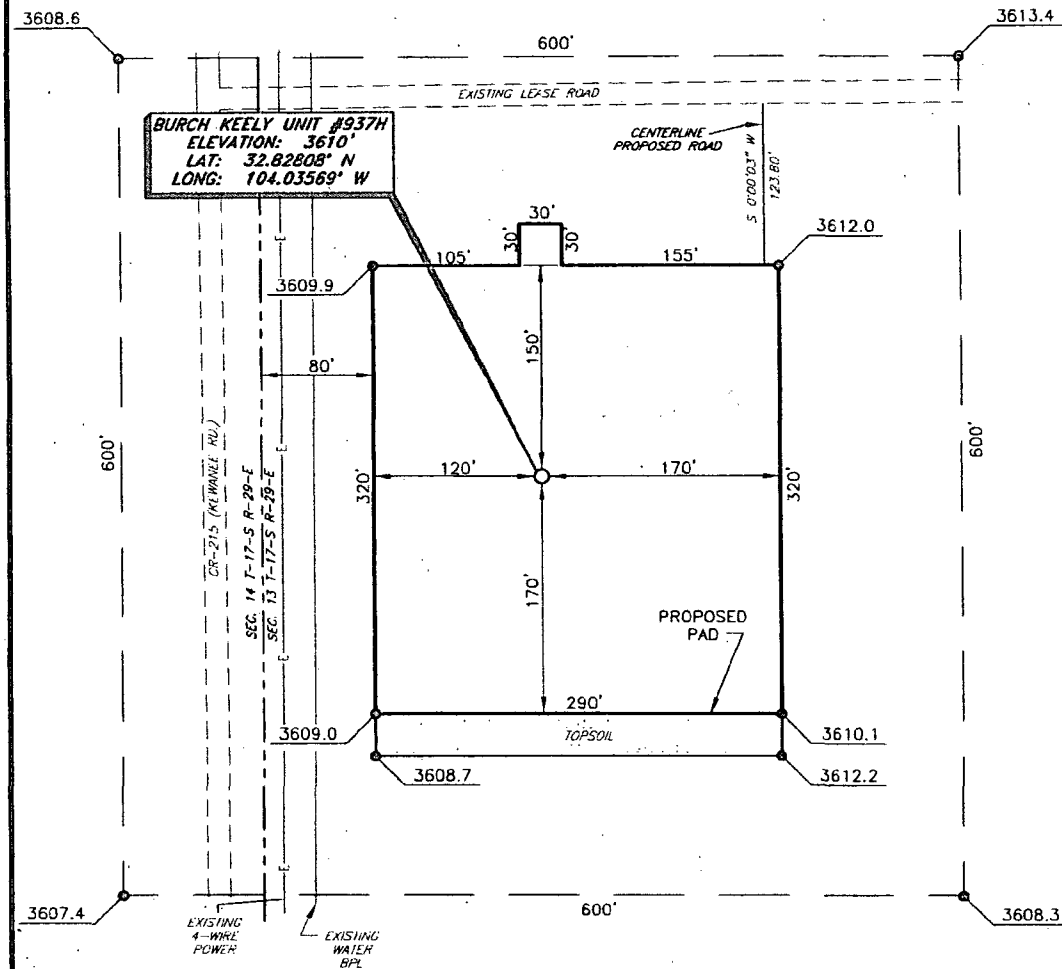 3608.6
3613.4
600'
EXISTING LEASE ROAD
BURCH KEELY UNIT #937H
ELEVATION: 3610'
LAT: 32.82808° N
LONG: 104.03569° W
CENTERLINE
PROPOSED ROAD
S 0°00'03" W
123.80'
30'
30'
30'
3612.0
105'
155'
3609.9
150'
80'
600'
600'
CR-215 (KEWANEE RD.)
SEC. 14 T-17-S R-29-E
SEC. 13 T-17-S R-29-E
E
E
E
E
320'
120'
170'
320'
170'
PROPOSED
PAD
290'
3609.0
TOPSOIL
3610.1
3608.7
3612.2
3607.4
600'
3608.3
EXISTING
4-WIRE
POWER
EXISTING
WATER
BPL